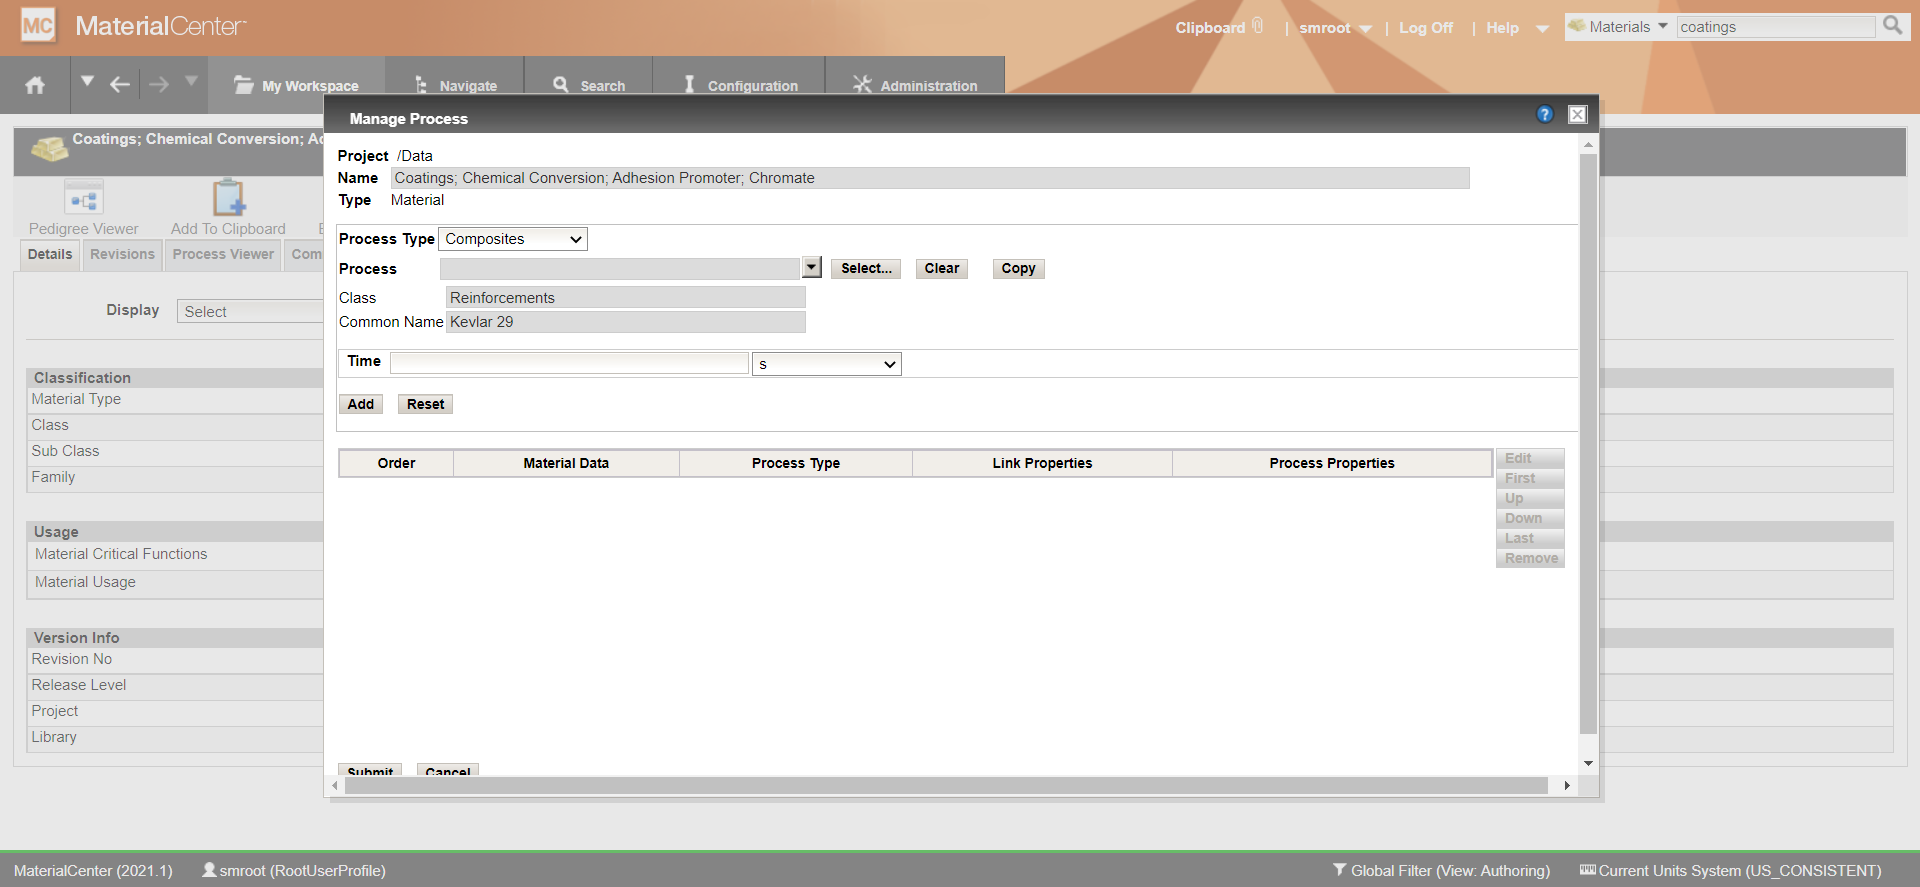 MC MaterialCenter
Clipboard | smroot | Log Off | Help
Materials coatings
My Workspace Navigate Search Configuration Administration
Manage Process ?
Coatings; Chemical Conversion; Ad
Pedigree Viewer Add To Clipboard
Details Revisions Process Viewer Com
Display Select
Classification
Material Type
Class
Sub Class
Family
Usage
Material Critical Functions
Material Usage
Version Info
Revision No
Release Level
Project
Library
Project /Data
Name Coatings; Chemical Conversion; Adhesion Promoter; Chromate
Type Material
Process Type Composites
Process Select... Clear Copy
Class Reinforcements
Common Name Kevlar 29
Time s
Add Reset
Order Material Data Process Type Link Properties Process Properties
Edit
First
Up
Down
Last
Remove
Submit Cancel
MaterialCenter (2021.1) smroot (RootUserProfile) Global Filter (View: Authoring) Current Units System (US_CONSISTENT)